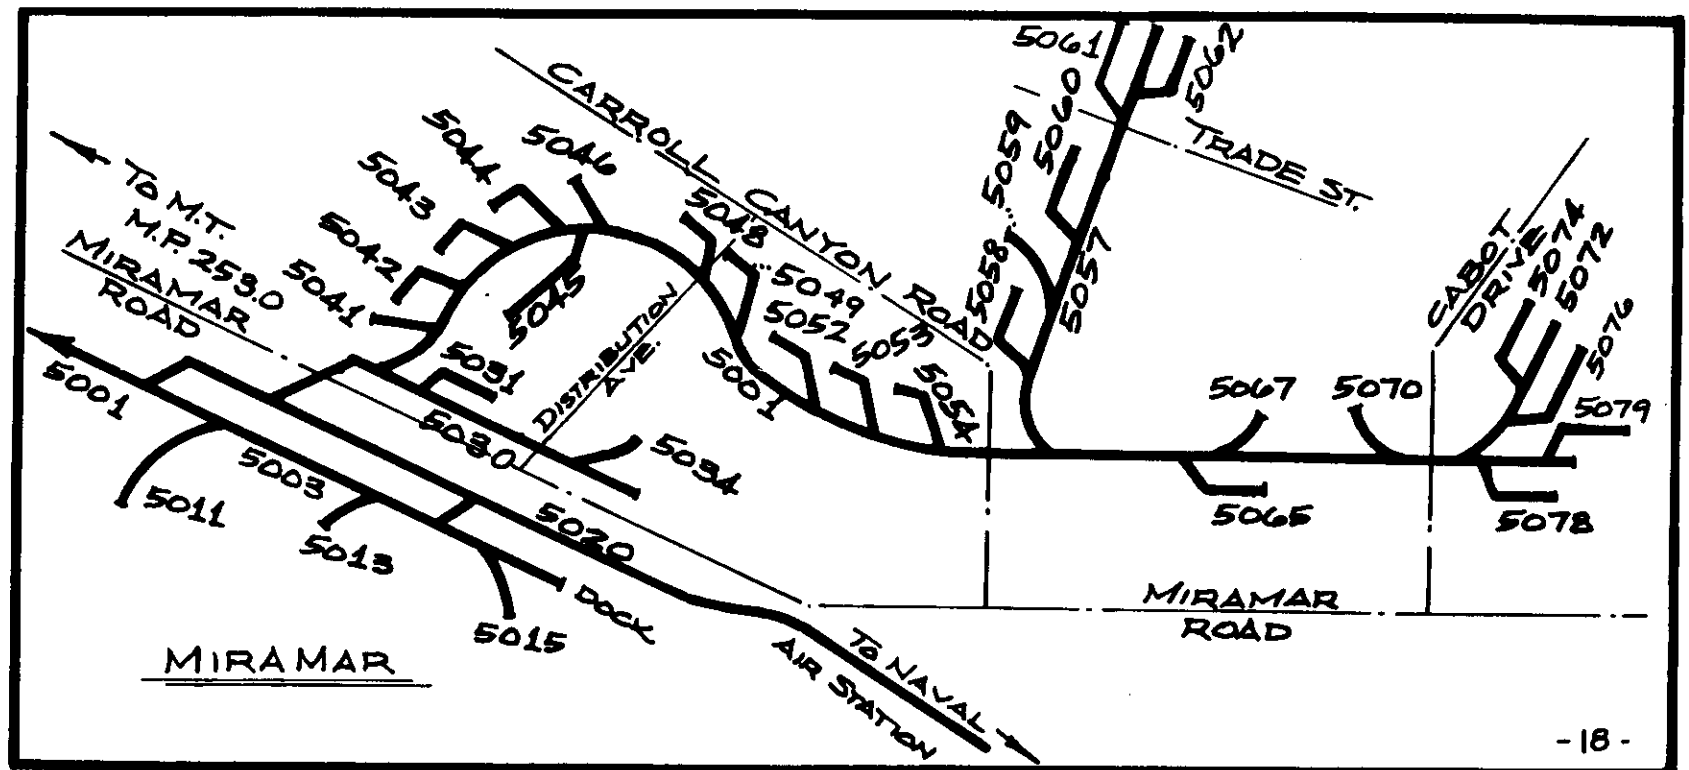 5061
5062
CARROLL CANYON ROAD
5060
5059
5044
5046
TRADE ST.
TO M.T.
M.P. 253.0
5043
5048
5074
5072
MIRAMAR
ROAD
5042
5041
5045
5049
5058
5057
CABOT
DRIVE
5076
5052
5053
DISTRIBUTION
AVE.
5001
5031
5001
5054
5067
5070
5079
5030
5034
5003
5011
5020
5065
5078
5013
DOCK
5015
MIRAMAR
ROAD
MIRAMAR
TO NAVAL
AIR STATION
-18-